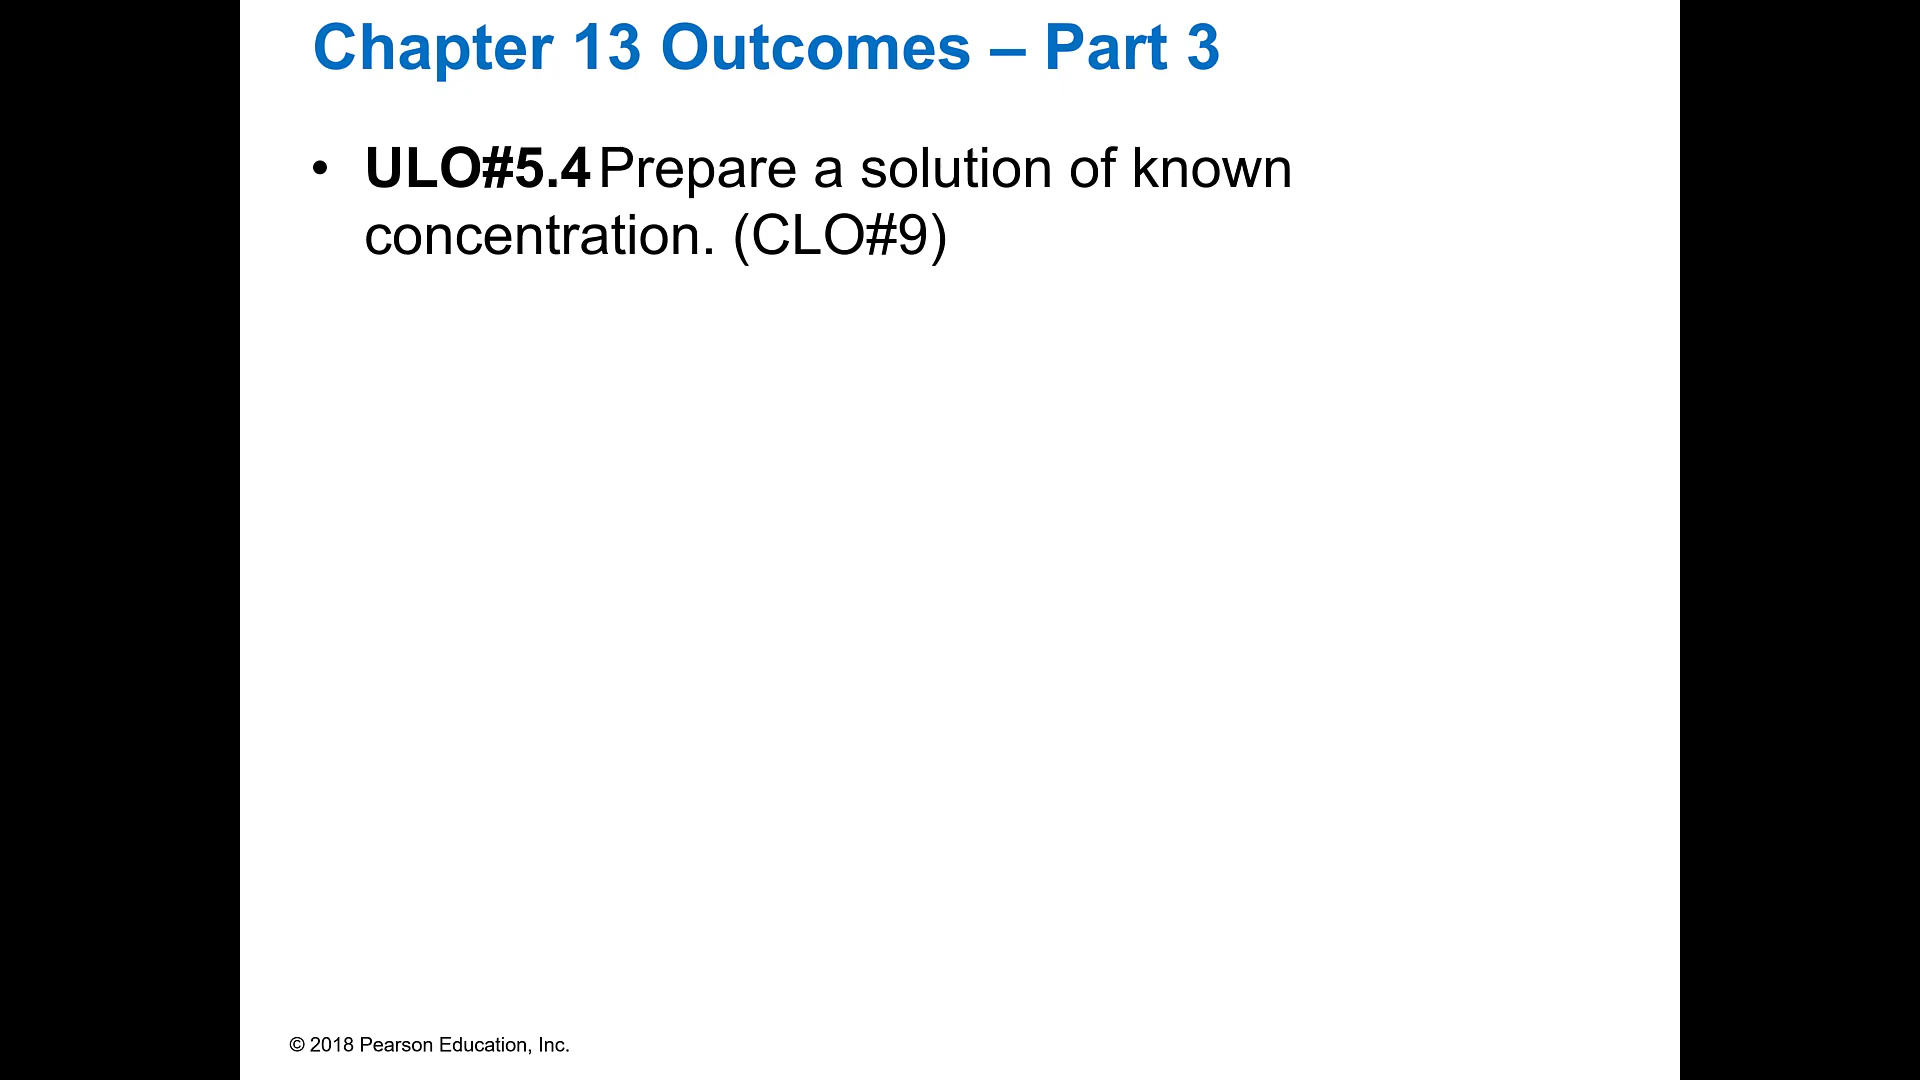 Chapter 13 Outcomes – Part 3
• ULO#5.4 Prepare a solution of known
concentration. (CLO#9)
© 2018 Pearson Education, Inc.